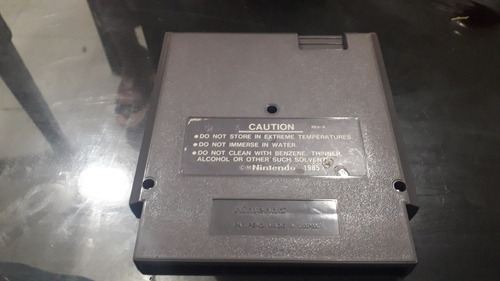 CAUTION REV-A
• DO NOT STORE IN EXTREME TEMPERATURES.
• DO NOT IMMERSE IN WATER.
• DO NOT CLEAN WITH BENZENE, THINNER,
ALCOHOL OR OTHER SUCH SOLVENTS
©Nintendo 1985